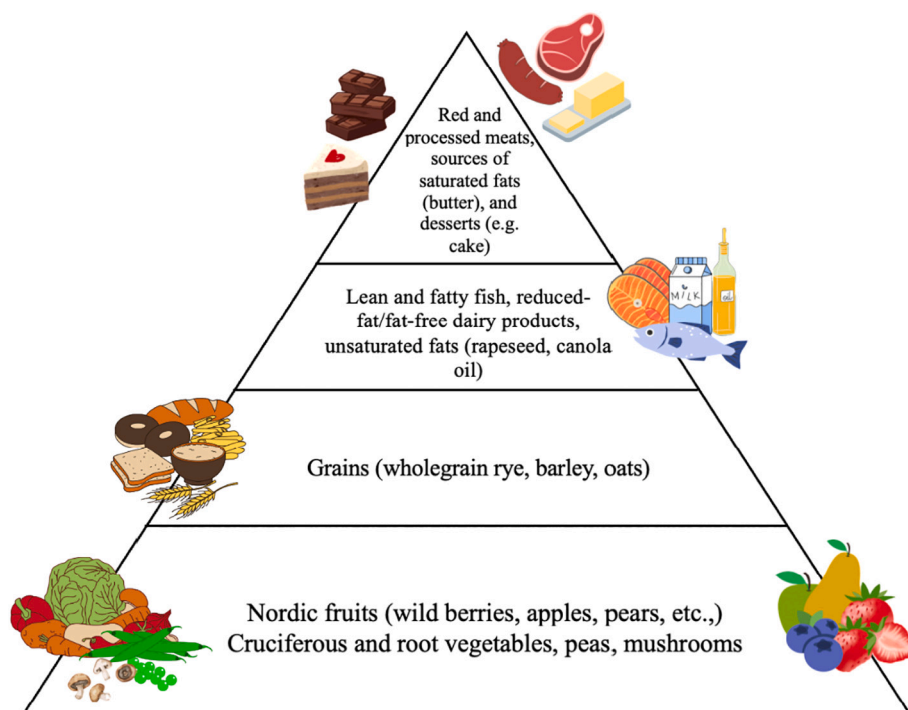 Red and
processed meats,
sources of
saturated fats
(butter), and
desserts (e.g.
cake)
Lean and fatty fish, reduced-
fat/fat-free dairy products,
unsaturated fats (rapeseed, canola
oil)
MILK
oil
Grains (wholegrain rye, barley, oats)
Nordic fruits (wild berries, apples, pears, etc.,)
Cruciferous and root vegetables, peas, mushrooms